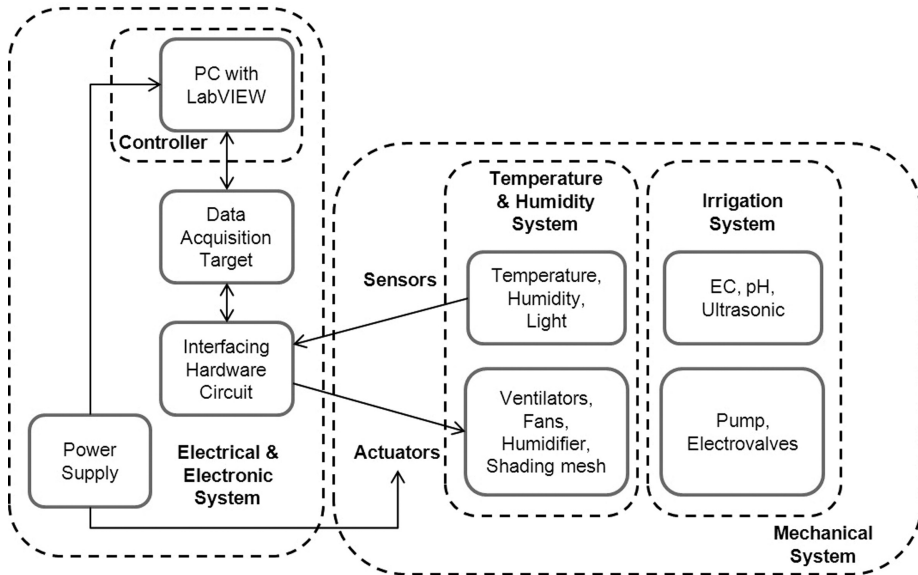 PC with
LabVIEW
Controller
Data
Acquisition
Target
Interfacing
Hardware
Circuit
Power
Supply
Electrical &
Electronic
System
Sensors
Actuators
Temperature
& Humidity
System
Temperature,
Humidity,
Light
Ventilators,
Fans,
Humidifier,
Shading mesh
Irrigation
System
EC, pH,
Ultrasonic
Pump,
Electrovalves
Mechanical
System